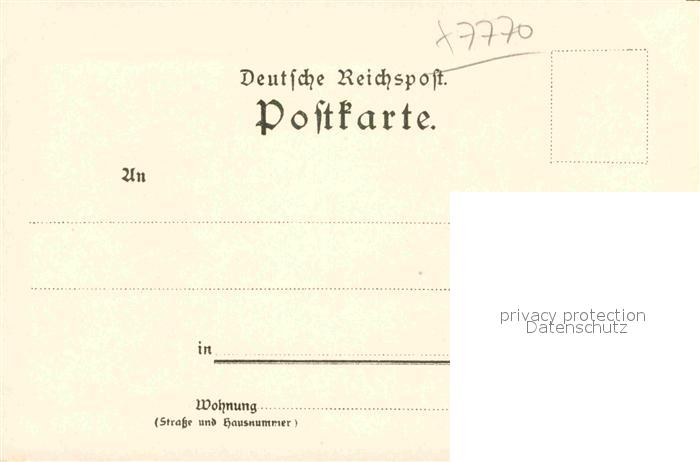 x7770
Deutsche Reichspost.
Postkarte.
An
privacy protection
Datenschutz
in
Wohnung
(Straße und Hausnummer)